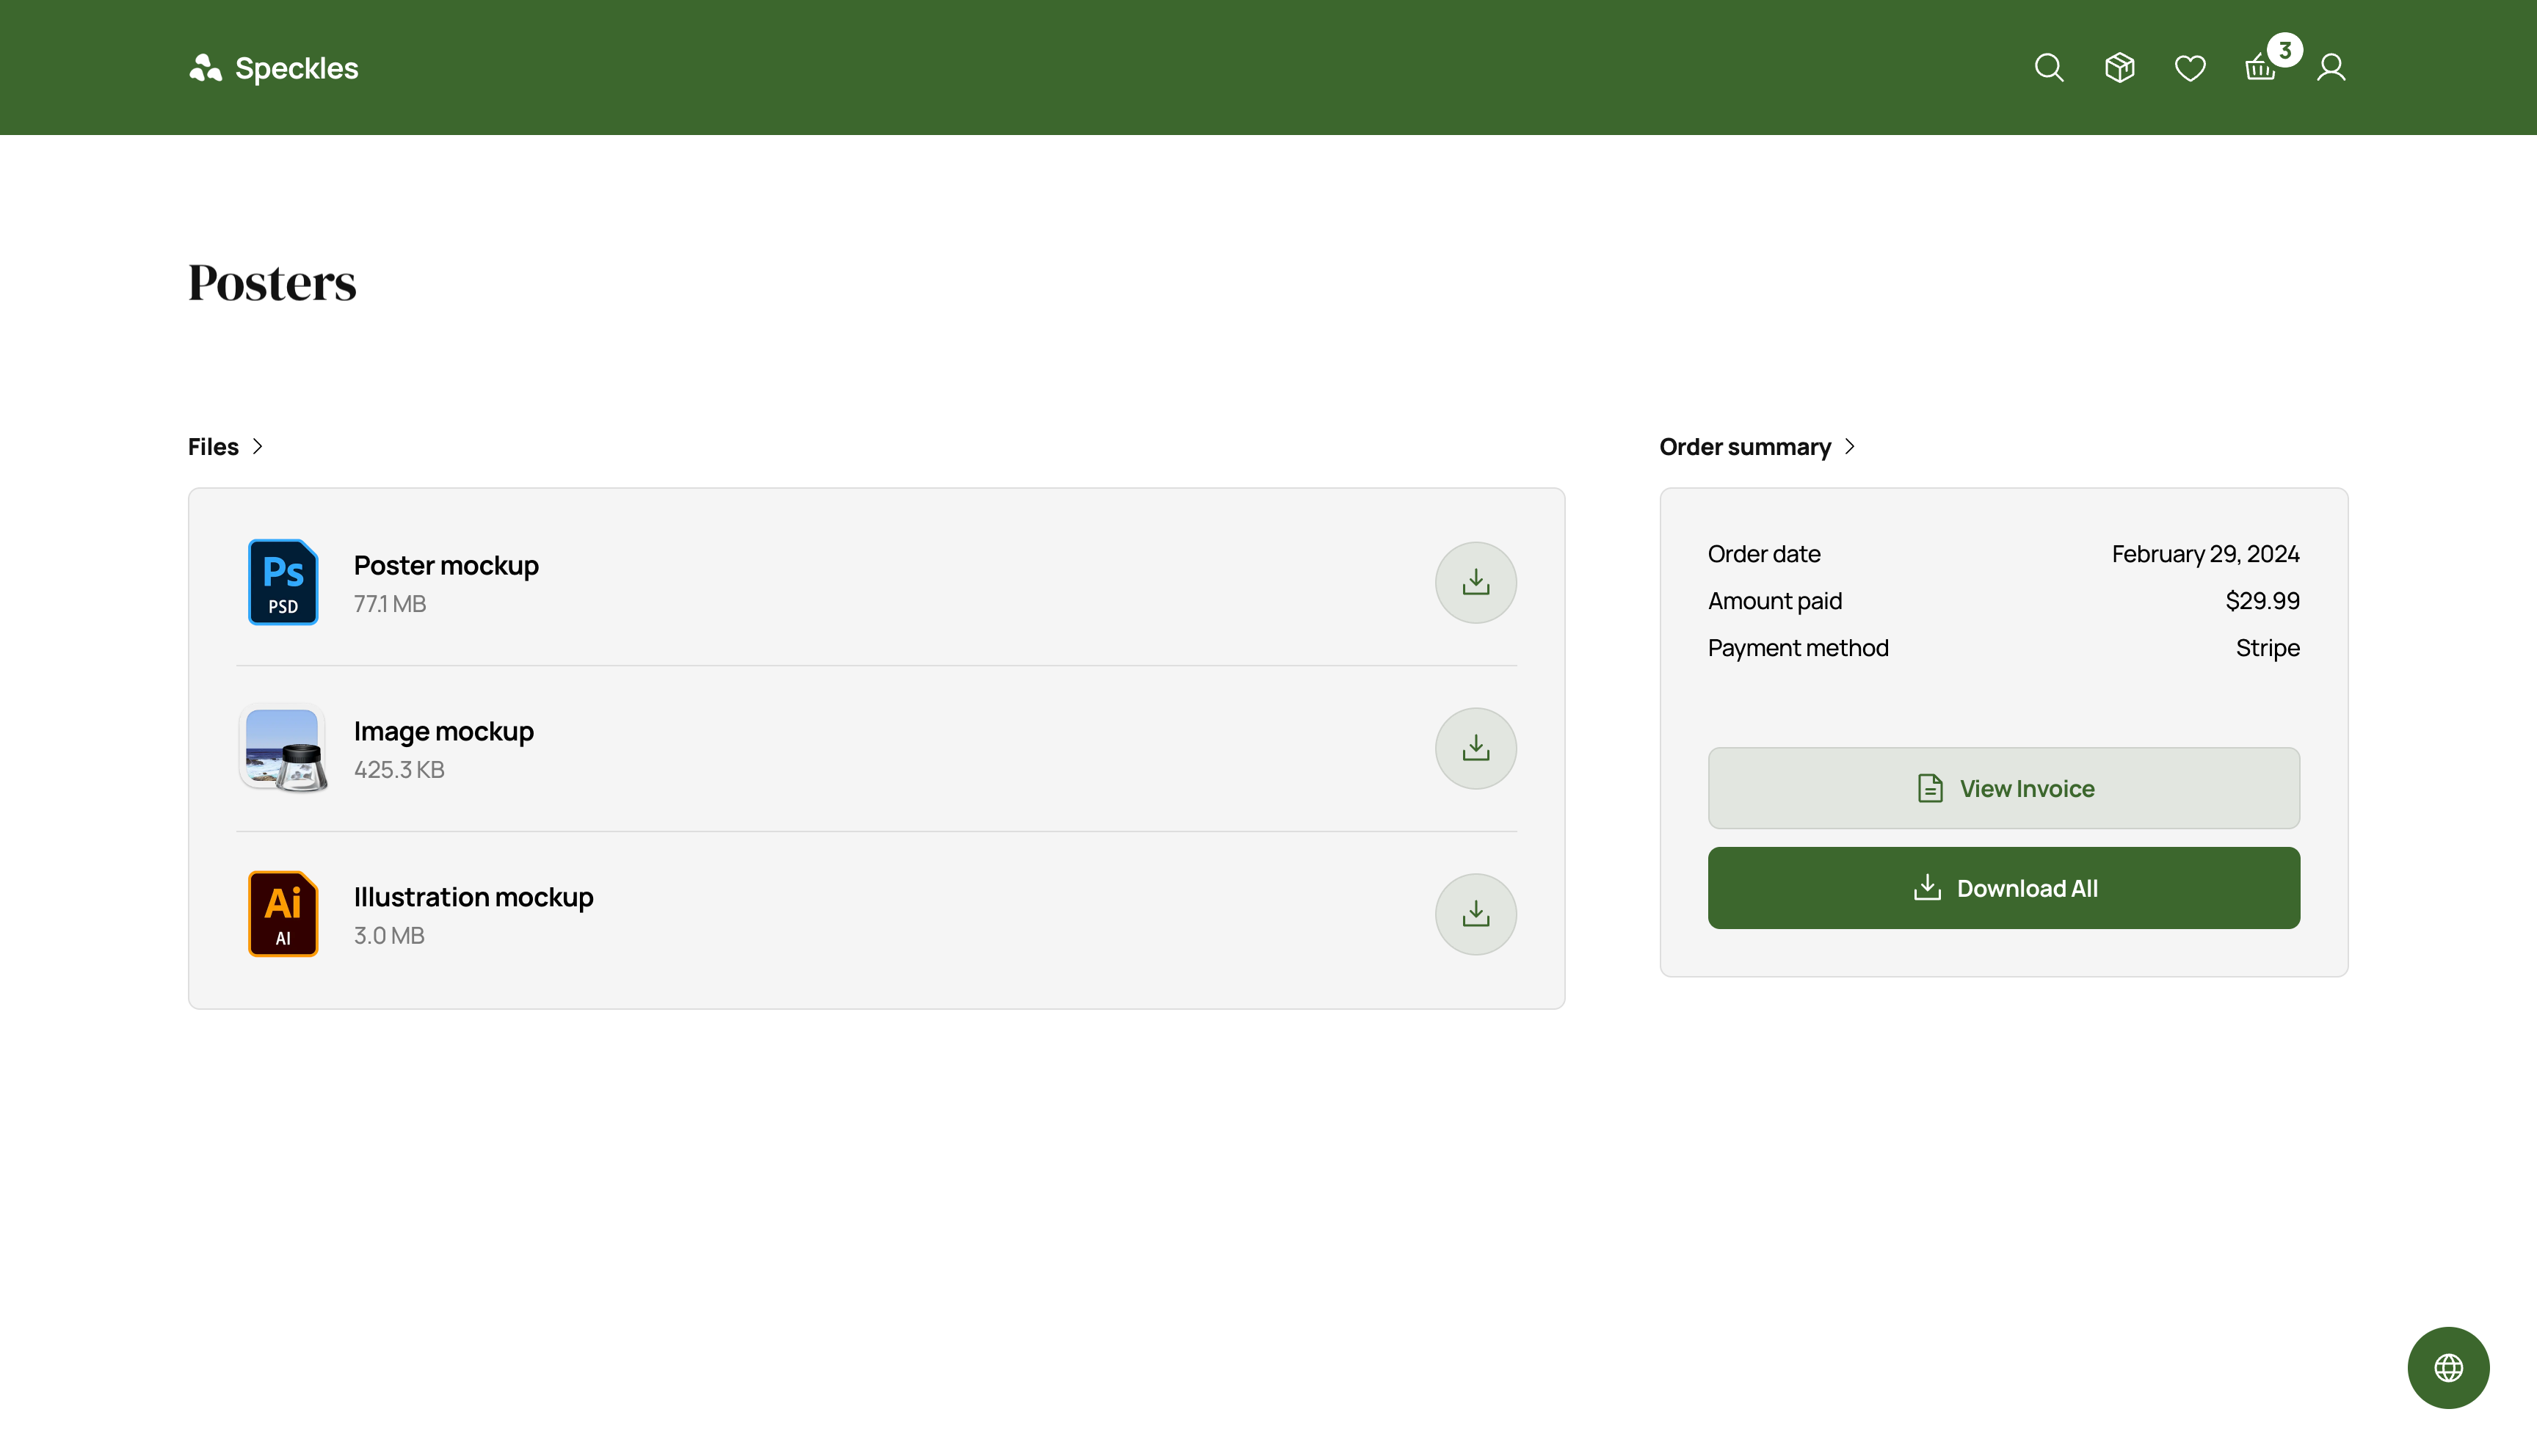 Speckles
3
Posters
Files
Order summary
Ps
PSD
Poster mockup
77.1 MB
Image mockup
425.3 KB
Ai
AI
Illustration mockup
3.0 MB
Order date
February 29, 2024
Amount paid
$29.99
Payment method
Stripe
View Invoice
Download All